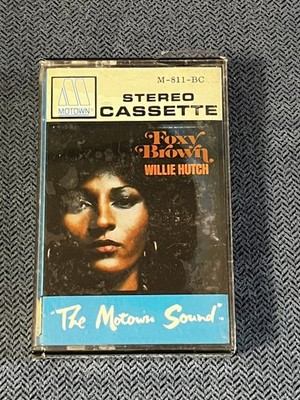 M-811-BC
MOTOWN
STEREO
CASSETTE
Foxy
Brown
WILLIE HUTCH
"The Motown Sound"